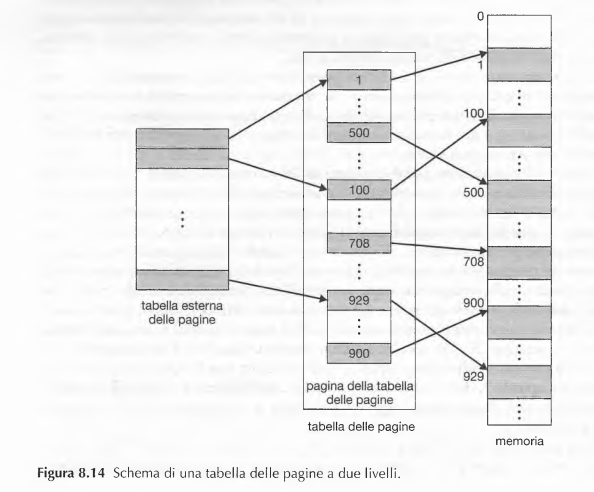 0
1
1
100
500
500
100
708
708
929
900
900
929
tabella esterna
delle pagine
pagina della tabella
delle pagine
tabella delle pagine
memoria
Figura 8.14 Schema di una tabella delle pagine a due livelli.